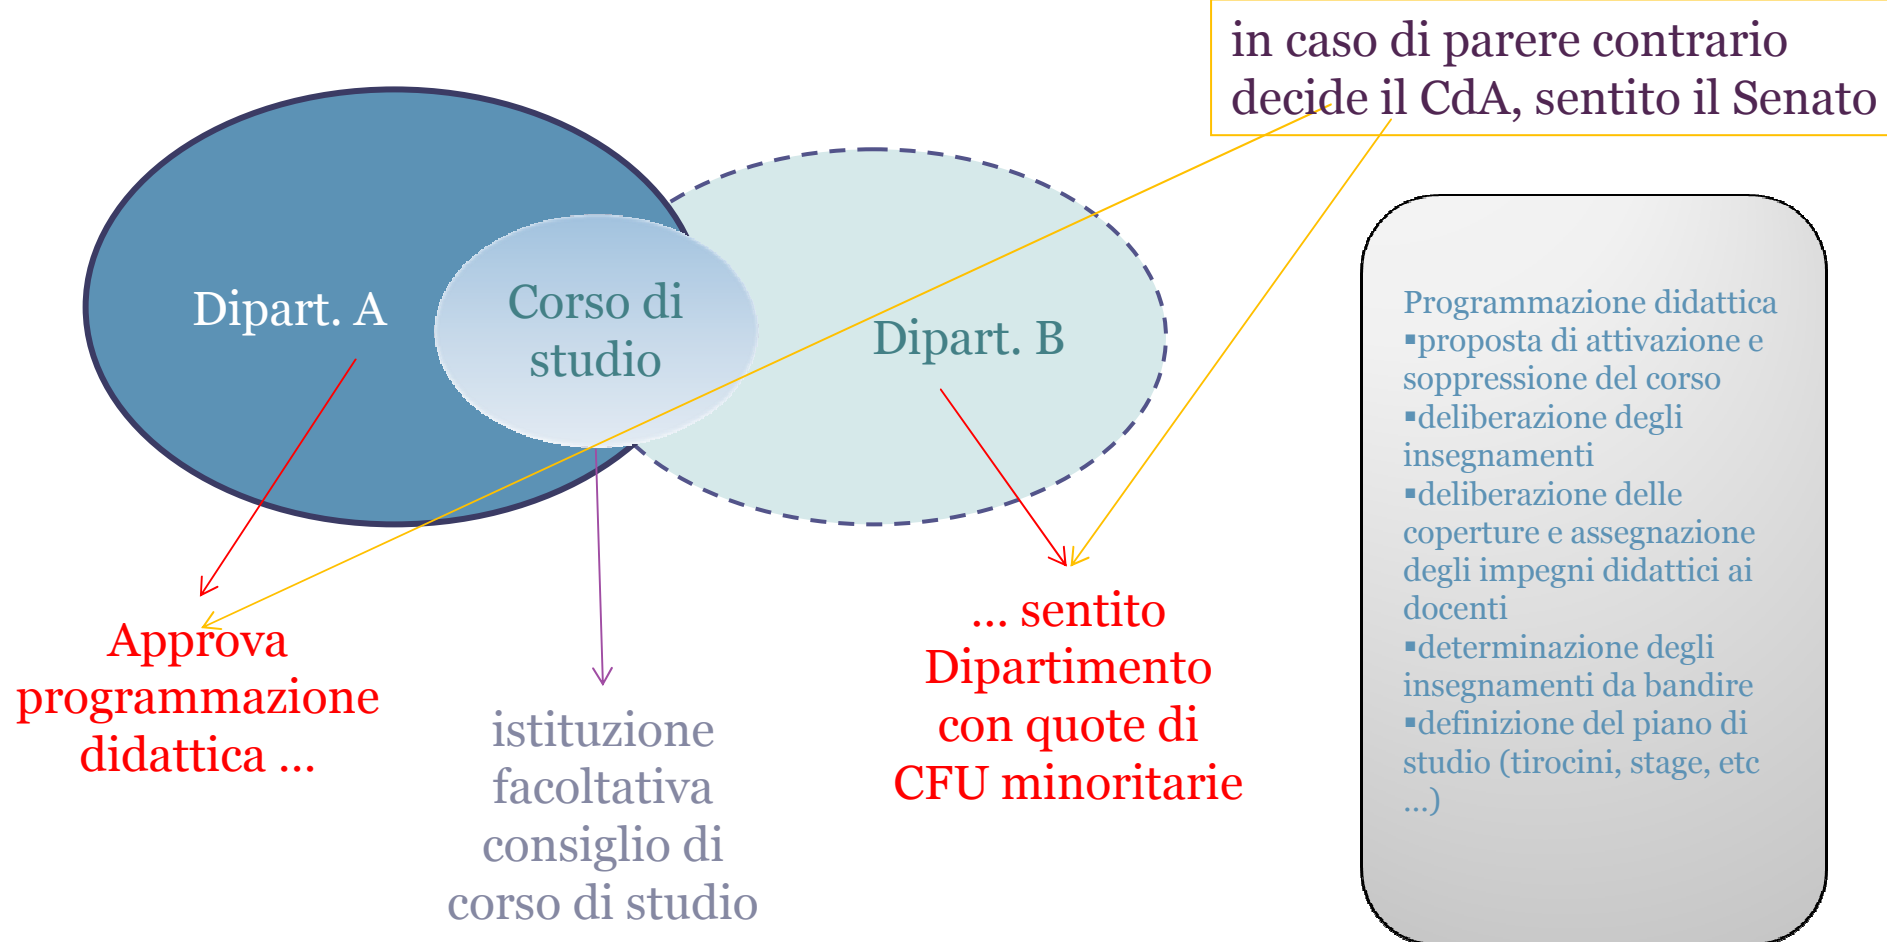 in caso di parere contrario
decide il CdA, sentito il Senato
Dipart. A
Corso di
studio
Dipart. B
Approva
programmazione
didattica ...
istituzione
facoltativa
consiglio di
corso di studio
... sentito
Dipartimento
con quote di
CFU minoritarie
Programmazione didattica
▪proposta di attivazione e
soppressione del corso
▪deliberazione degli
insegnamenti
▪deliberazione delle
coperture e assegnazione
degli impegni didattici ai
docenti
▪determinazione degli
insegnamenti da bandire
▪definizione del piano di
studio (tirocini, stage, etc
...)